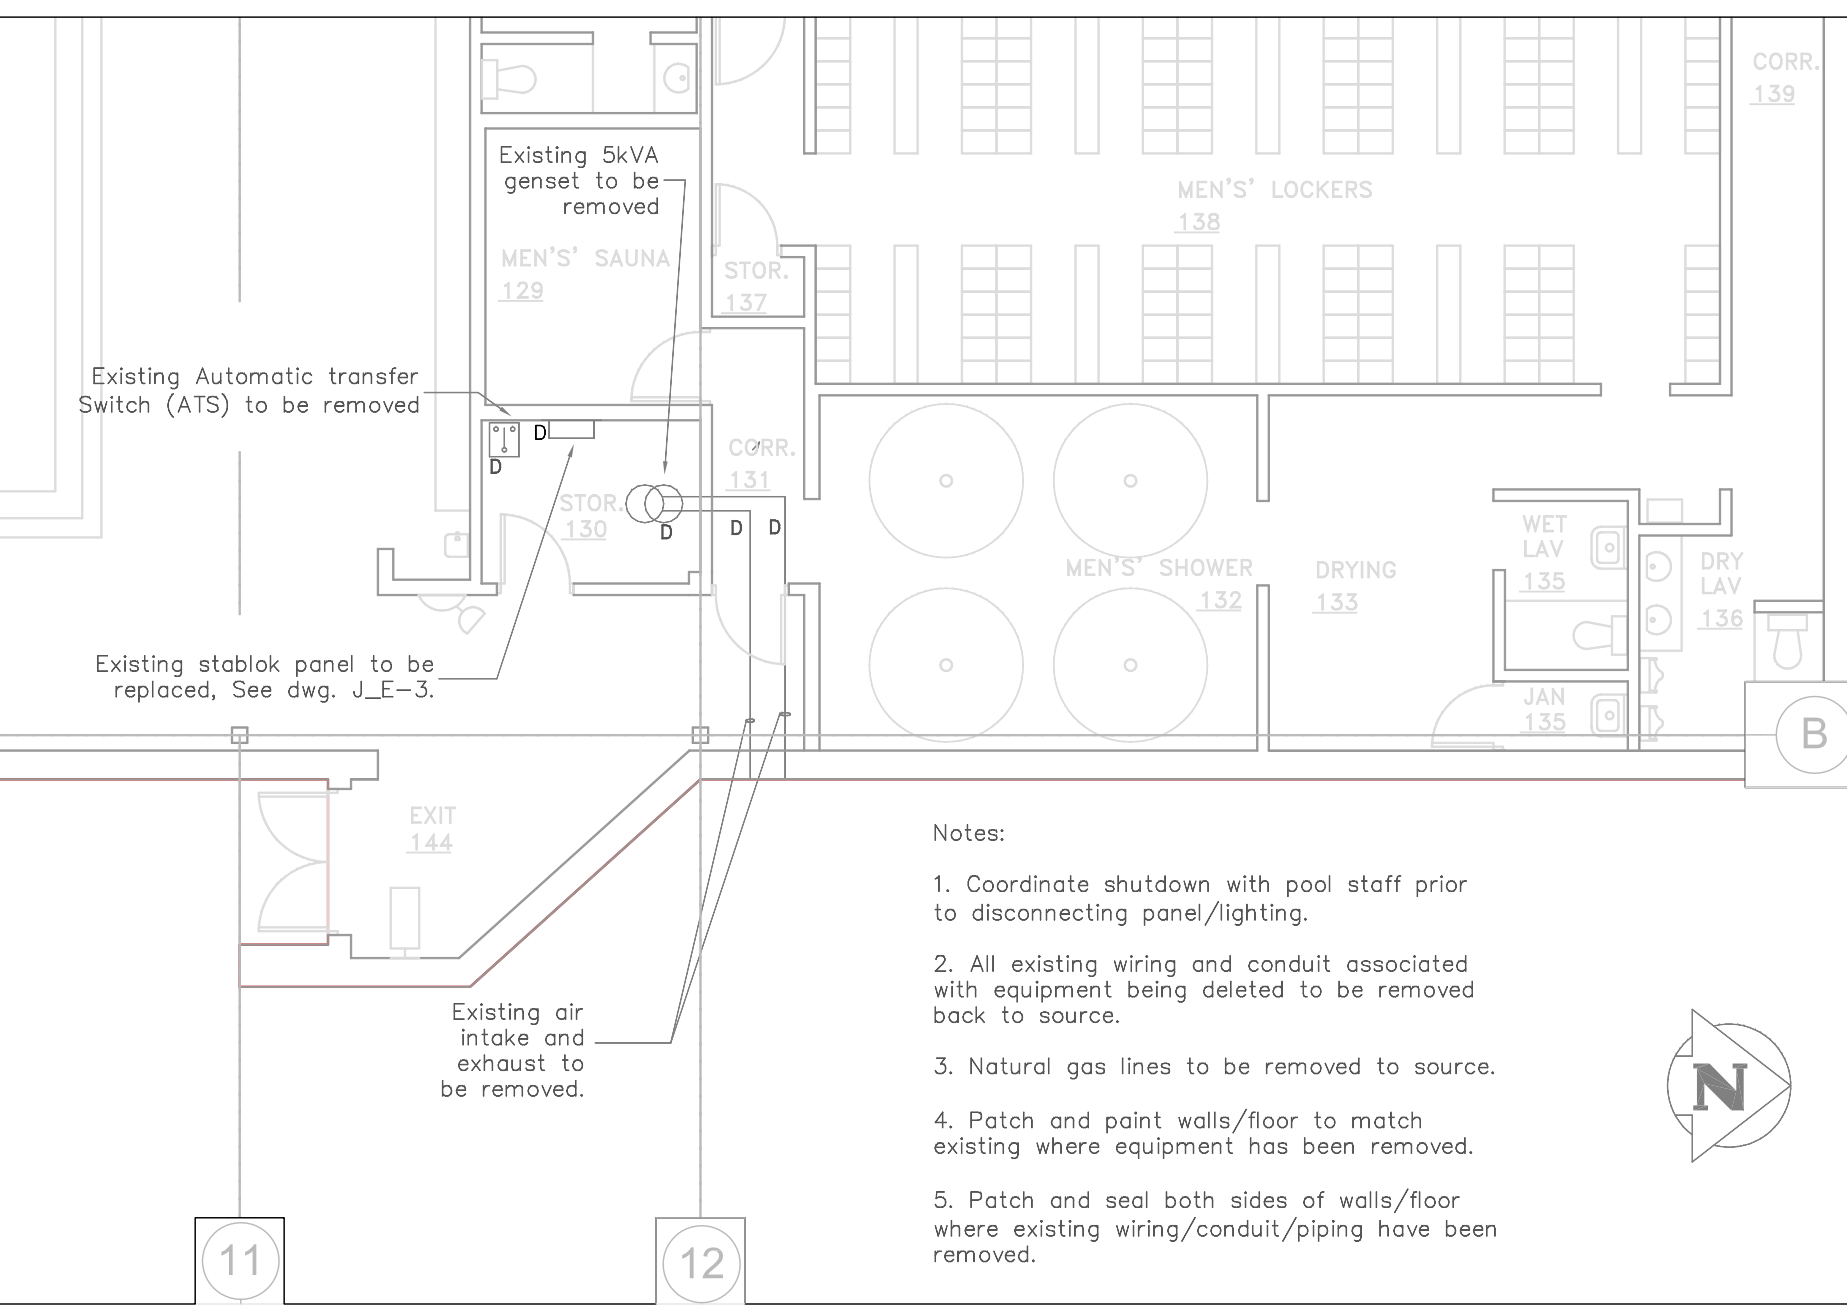 CORR.
139
Existing 5kVA
genset to be
removed
MEN'S' SAUNA
129
MEN'S' LOCKERS
138
STOR.
137
Existing Automatic transfer
Switch (ATS) to be removed
D
D
CORR.
131
STOR.
130
D
D
D
MEN'S' SHOWER
132
DRYING
133
WET
LAV
135
DRY
LAV
136
JAN
135
Existing stablok panel to be
replaced, See dwg. J_E-3.
B
EXIT
144
Existing air
intake and
exhaust to
be removed.
Notes:
1. Coordinate shutdown with pool staff prior
to disconnecting panel/lighting.
2. All existing wiring and conduit associated
with equipment being deleted to be removed
back to source.
3. Natural gas lines to be removed to source.
4. Patch and paint walls/floor to match
existing where equipment has been removed.
5. Patch and seal both sides of walls/floor
where existing wiring/conduit/piping have been
removed.
N
11
12